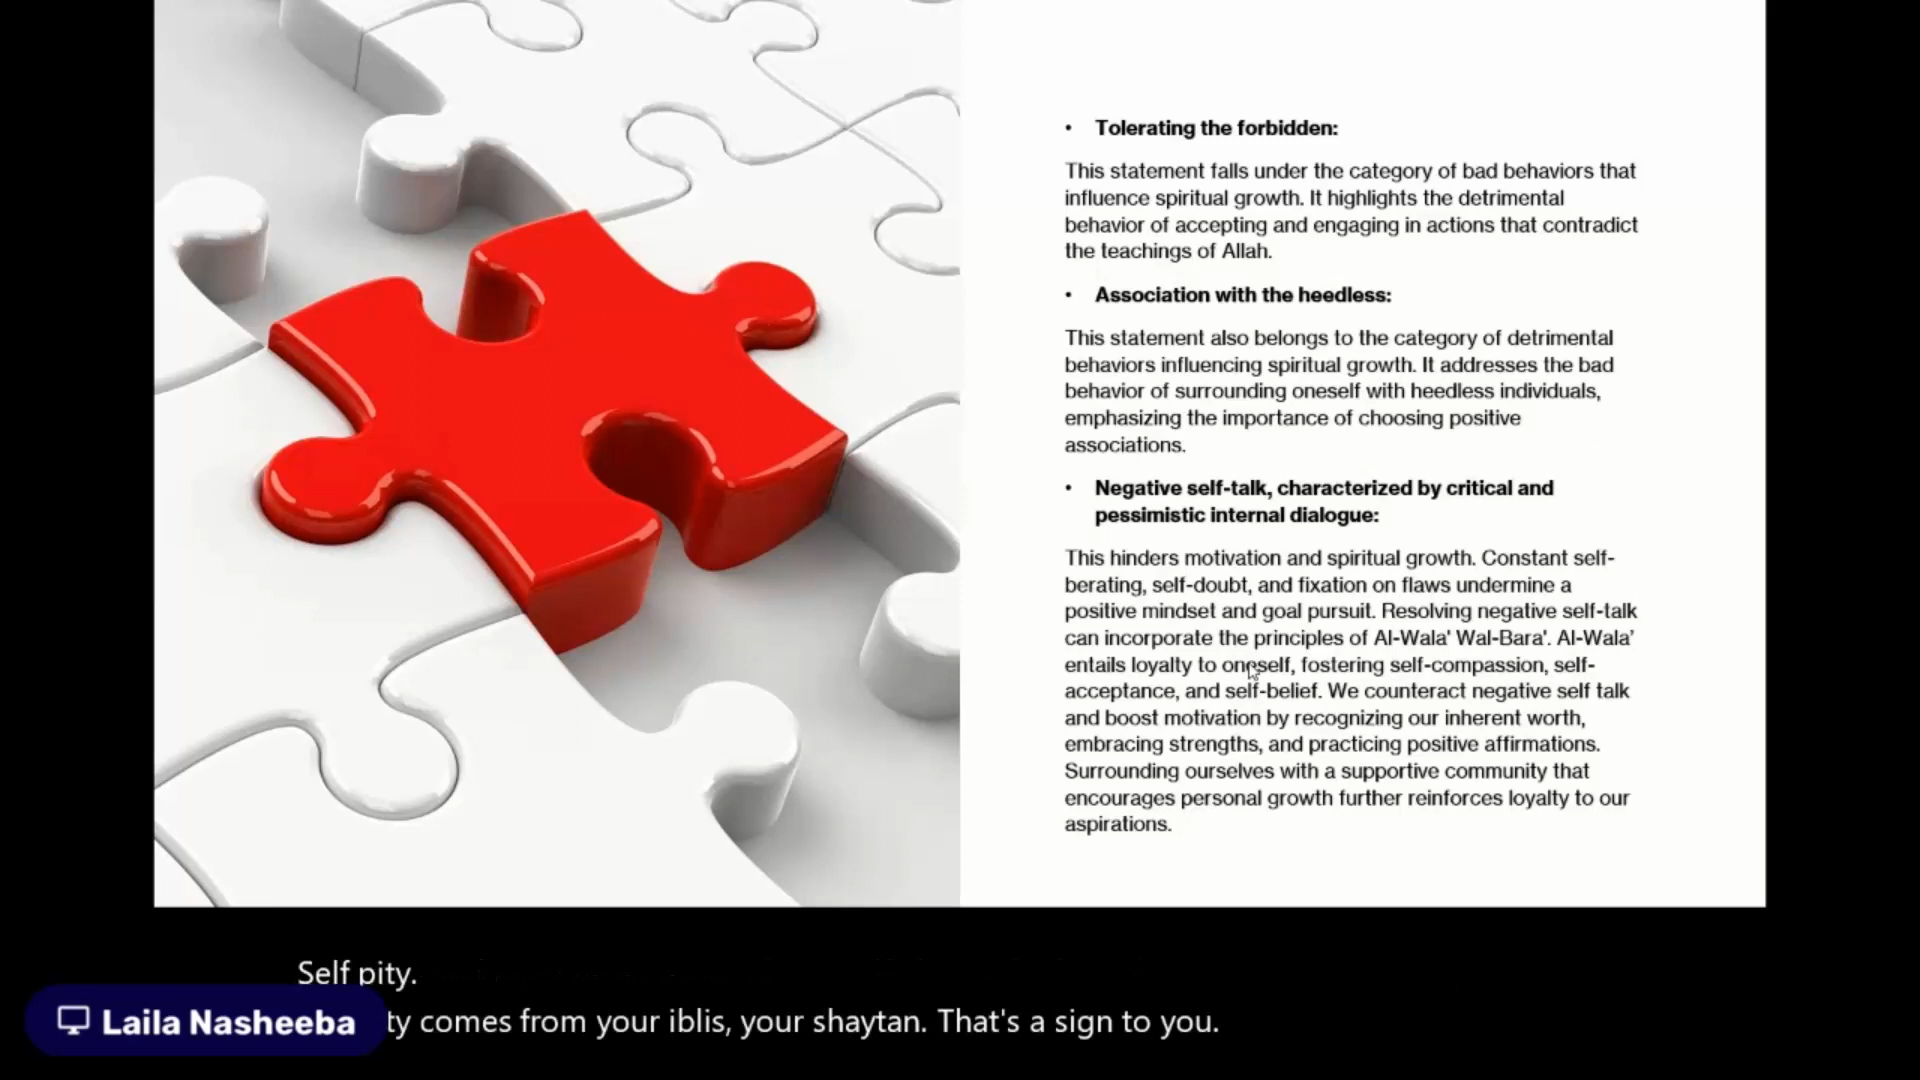 • Tolerating the forbidden:
This statement falls under the category of bad behaviors that
influence spiritual growth. It highlights the detrimental
behavior of accepting and engaging in actions that contradict
the teachings of Allah.
• Association with the heedless:
This statement also belongs to the category of detrimental
behaviors influencing spiritual growth. It addresses the bad
behavior of surrounding oneself with heedless individuals,
emphasizing the importance of choosing positive
associations.
• Negative self-talk, characterized by critical and
pessimistic internal dialogue:
This hinders motivation and spiritual growth. Constant self-
berating, self-doubt, and fixation on flaws undermine a
positive mindset and goal pursuit. Resolving negative self-talk
can incorporate the principles of Al-Wala' Wal-Bara'. Al-Wala’
entails loyalty to oneself, fostering self-compassion, self-
acceptance, and self-belief. We counteract negative self talk
and boost motivation by recognizing our inherent worth,
embracing strengths, and practicing positive affirmations.
Surrounding ourselves with a supportive community that
encourages personal growth further reinforces loyalty to our
aspirations.
Self pity.
ty comes from your iblis, your shaytan. That's a sign to you.
Laila Nasheeba